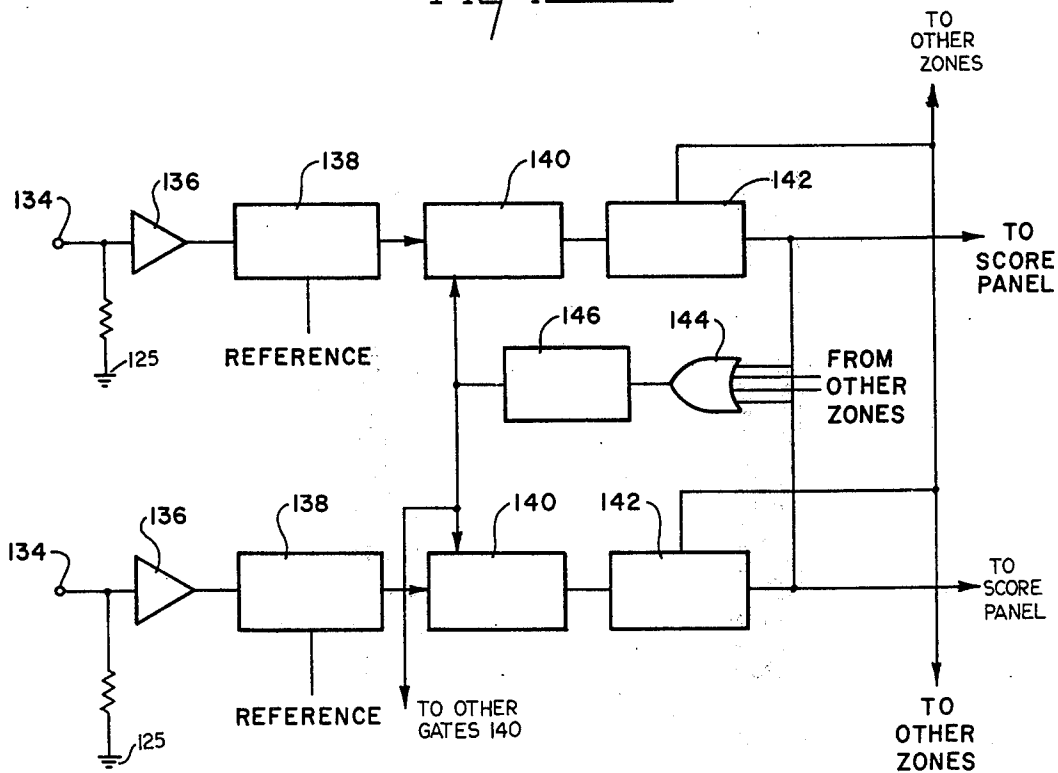 TO
OTHER
ZONES
138
140
142
136
134
TO
SCORE
PANEL
125
REFERENCE
146
144
FROM
OTHER
ZONES
138
140
142
136
134
TO
SCORE
PANEL
125
REFERENCE
TO OTHER
GATES 140
TO
OTHER
ZONES